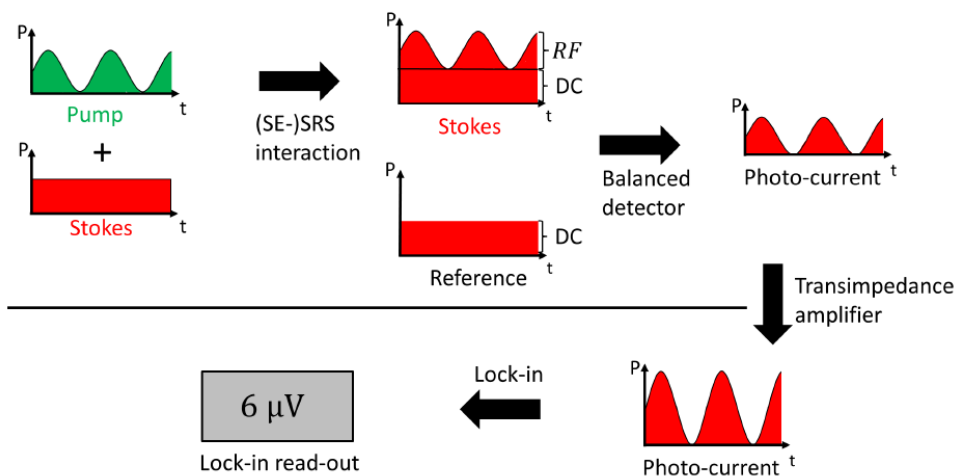 P
t
Pump
+
P
t
Stokes
(SE-)SRS
interaction
P
RF
DC
t
Stokes
P
DC
t
Reference
Balanced
detector
P
t
Photo-current
Transimpedance
amplifier
P
t
Photo-current
Lock-in
6 μV
Lock-in read-out